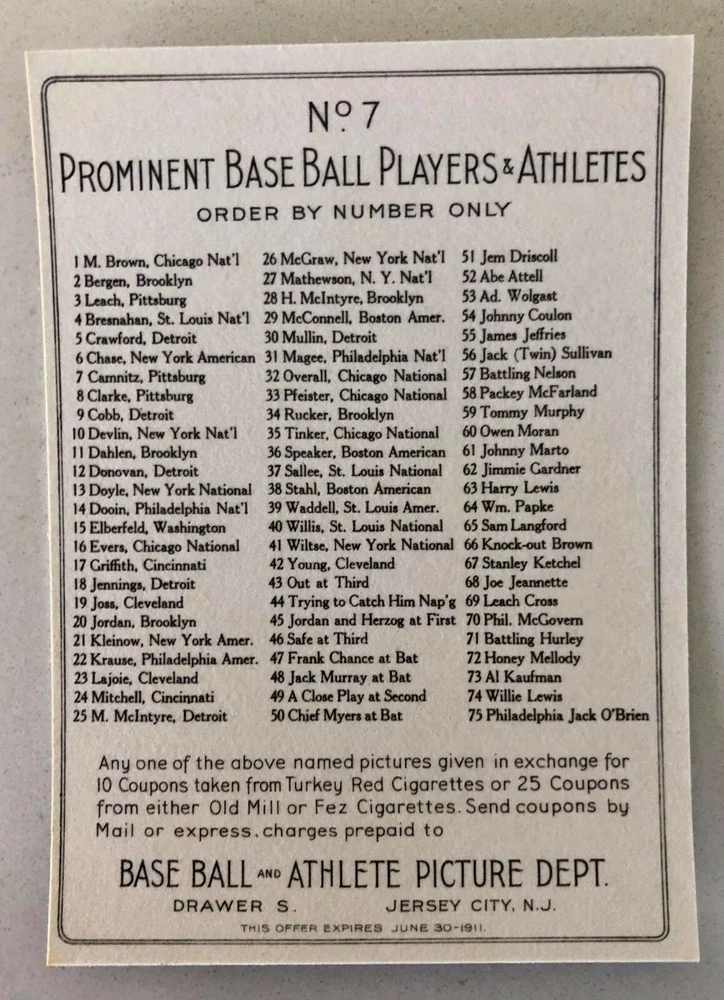 No. 7
PROMINENT BASE BALL PLAYERS & ATHLETES
ORDER BY NUMBER ONLY
1 M. Brown, Chicago Nat'l
2 Bergen, Brooklyn
3 Leach, Pittsburg
4 Bresnahan, St. Louis Nat'l
5 Crawford, Detroit
6 Chase, New York American
7 Camnitz, Pittsburg
8 Clarke, Pittsburg
9 Cobb, Detroit
10 Devlin, New York Nat'l
11 Dahlen, Brooklyn
12 Donovan, Detroit
13 Doyle, New York National
14 Dooin, Philadelphia Nat'l
15 Elberfeld, Washington
16 Evers, Chicago National
17 Griffith, Cincinnati
18 Jennings, Detroit
19 Joss, Cleveland
20 Jordan, Brooklyn
21 Kleinow, New York Amer.
22 Krause, Philadelphia Amer.
23 Lajoie, Cleveland
24 Mitchell, Cincinnati
25 M. McIntyre, Detroit
26 McGraw, New York Nat'l
27 Mathewson, N. Y. Nat'l
28 H. McIntyre, Brooklyn
29 McConnell, Boston Amer.
30 Mullin, Detroit
31 Magee, Philadelphia Nat'l
32 Overall, Chicago National
33 Pfeister, Chicago National
34 Rucker, Brooklyn
35 Tinker, Chicago National
36 Speaker, Boston American
37 Sallee, St. Louis National
38 Stahl, Boston American
39 Waddell, St. Louis Amer.
40 Willis, St. Louis National
41 Wiltse, New York National
42 Young, Cleveland
43 Out at Third
44 Trying to Catch Him Nap'g
45 Jordan and Herzog at First
46 Safe at Third
47 Frank Chance at Bat
48 Jack Murray at Bat
49 A Close Play at Second
50 Chief Myers at Bat
51 Jem Driscoll
52 Abe Attell
53 Ad. Wolgast
54 Johnny Coulon
55 James Jeffries
56 Jack (Twin) Sullivan
57 Battling Nelson
58 Packey McFarland
59 Tommy Murphy
60 Owen Moran
61 Johnny Marto
62 Jimmie Gardner
63 Harry Lewis
64 Wm. Papke
65 Sam Langford
66 Knock-out Brown
67 Stanley Ketchel
68 Joe Jeannette
69 Leach Cross
70 Phil. McGovern
71 Battling Hurley
72 Honey Mellody
73 Al Kaufman
74 Willie Lewis
75 Philadelphia Jack O'Brien
Any one of the above named pictures given in exchange for
10 Coupons taken from Turkey Red Cigarettes or 25 Coupons
from either Old Mill or Fez Cigarettes. Send coupons by
Mail or express, charges prepaid to
BASE BALL AND ATHLETE PICTURE DEPT.
DRAWER S. JERSEY CITY, N.J.
THIS OFFER EXPIRES JUNE 30-1911.